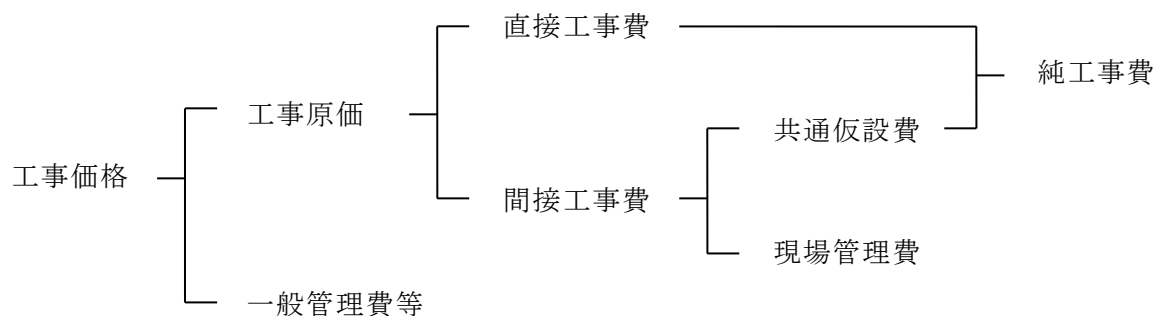 直接工事費
純工事費
工事原価
共通仮設費
工事価格
間接工事費
現場管理費
一般管理費等